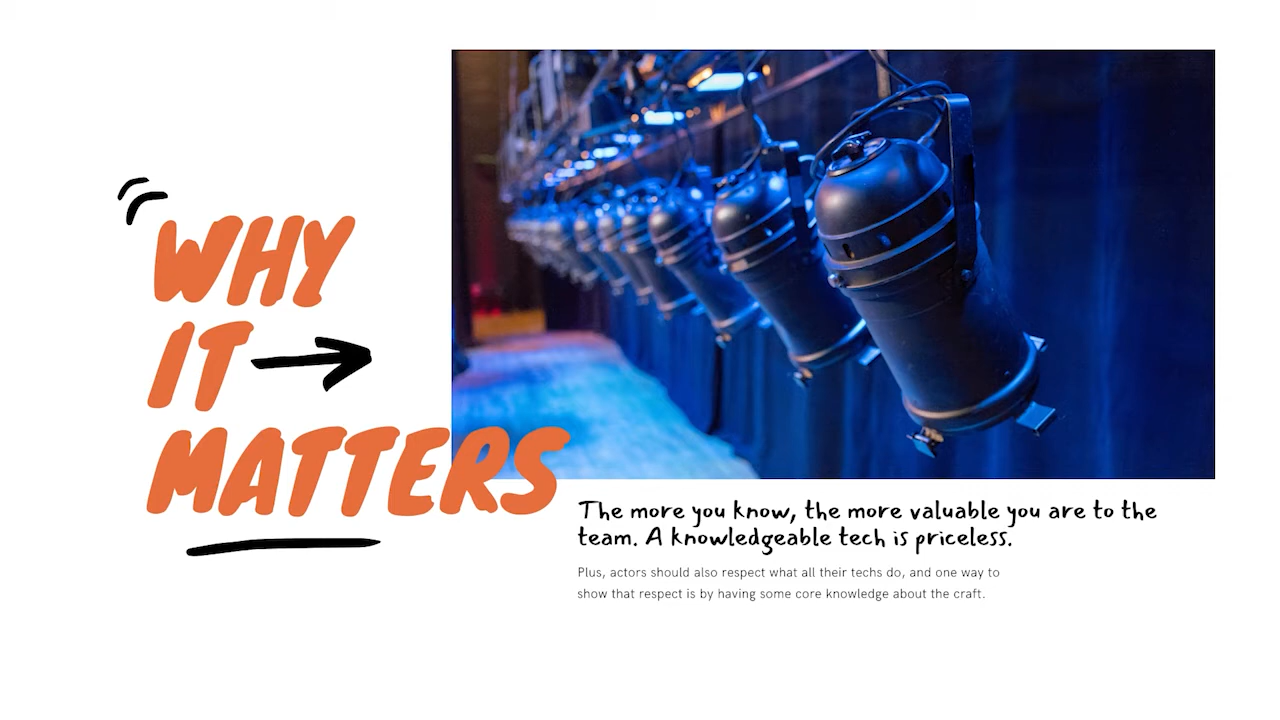 WHY
IT
MATTERS
The more you know, the more valuable you are to the
team. A knowledgeable tech is priceless.
Plus, actors should also respect what all their techs do, and one way to
show that respect is by having some core knowledge about the craft.